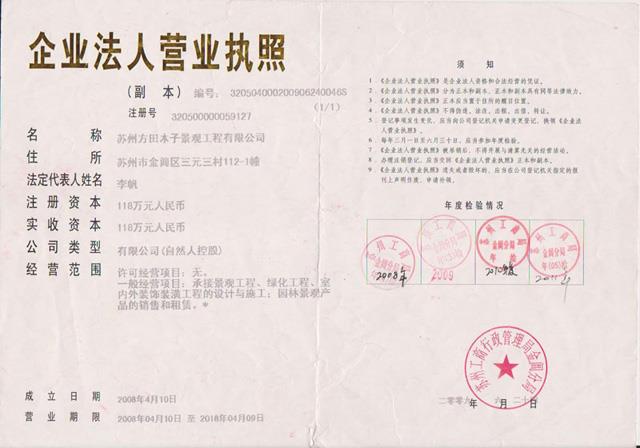 企业法人营业执照
（副 本） 编号：320504000200906240046S
(1/1)
注册号 320500000059127
名 称 苏州方田木子景观工程有限公司
住 所 苏州市金阊区三元三村112-1幢
法定代表人姓名 李帆
注册资本 118万元人民币
实收资本 118万元人民币
公司类型 有限公司(自然人控股)
经营范围 许可经营项目：无。
一般经营项目：承接景观工程、绿化工程、室
内外装饰装潢工程的设计与施工；园林景观产
品的销售和租赁。*
成立日期 2008年4月10日
营业期限 2008年04月10日 至 2018年04月09日
须 知
1．《企业法人营业执照》是企业法人资格和合法经营的凭证。
2．《企业法人营业执照》分为正本和副本，正本和副本具有同等法律效力。
3．《企业法人营业执照》正本应当置于住所的醒目位置。
4．《企业法人营业执照》不得伪造、涂改、出租、出借、转让。
5．登记事项发生变化，应当向公司登记机关申请变更登记，换领《企业法
人营业执照》。
6．每年三月一日至六月三十日，应当参加年度检验。
7．《企业法人营业执照》被吊销后，不得开展与清算无关的经营活动。
8．办理注销登记，应当交回《企业法人营业执照》正本和副本。
9．《企业法人营业执照》遗失或者毁坏的，应当在公司登记机关指定的报
刊上声明作废，申请补领。
年度检验情况
2008年
2009
2010年度
苏州工商行政管理局金阊分局
年 月 日